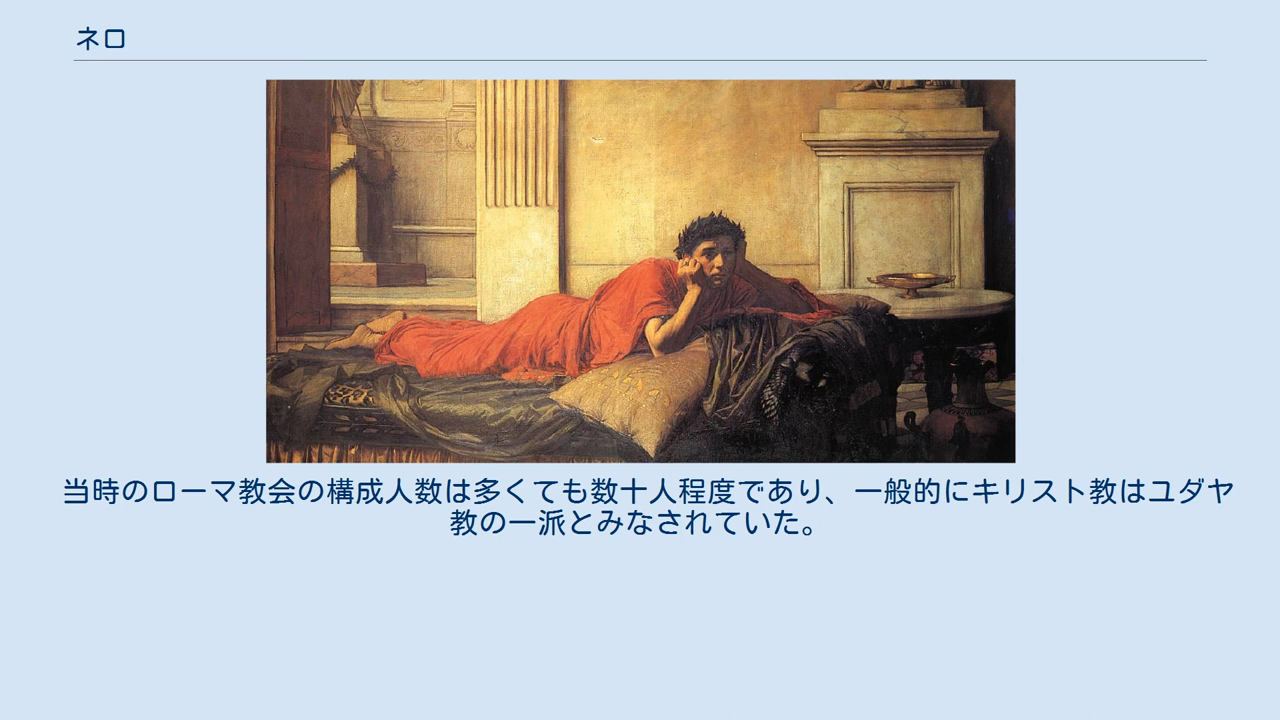 ネロ
当時のローマ教会の構成人数は多くても数十人程度であり、一般的にキリスト教はユダヤ
教の一派とみなされていた。